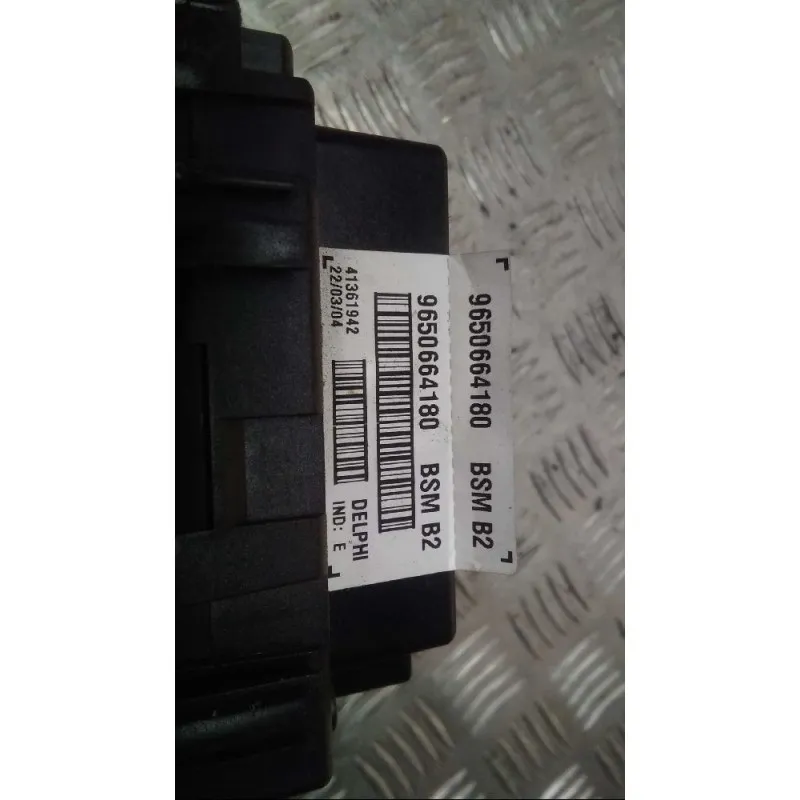 9650664180 BSM B2
9650664180 BSM B2
41361942
22/03/04
DELPHI
IND: E